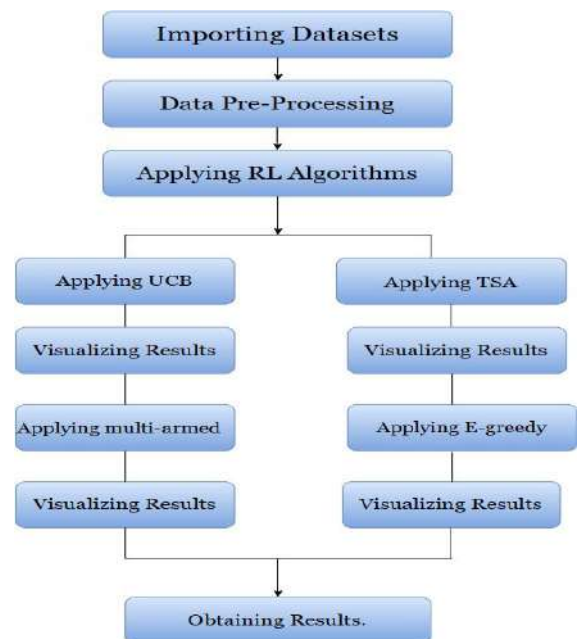 Importing Datasets
Data Pre-Processing
Applying RL Algorithms
Applying UCB
Applying TSA
Visualizing Results
Visualizing Results
Applying multi-armed
Applying E-greedy
Visualizing Results
Visualizing Results
Obtaining Results.